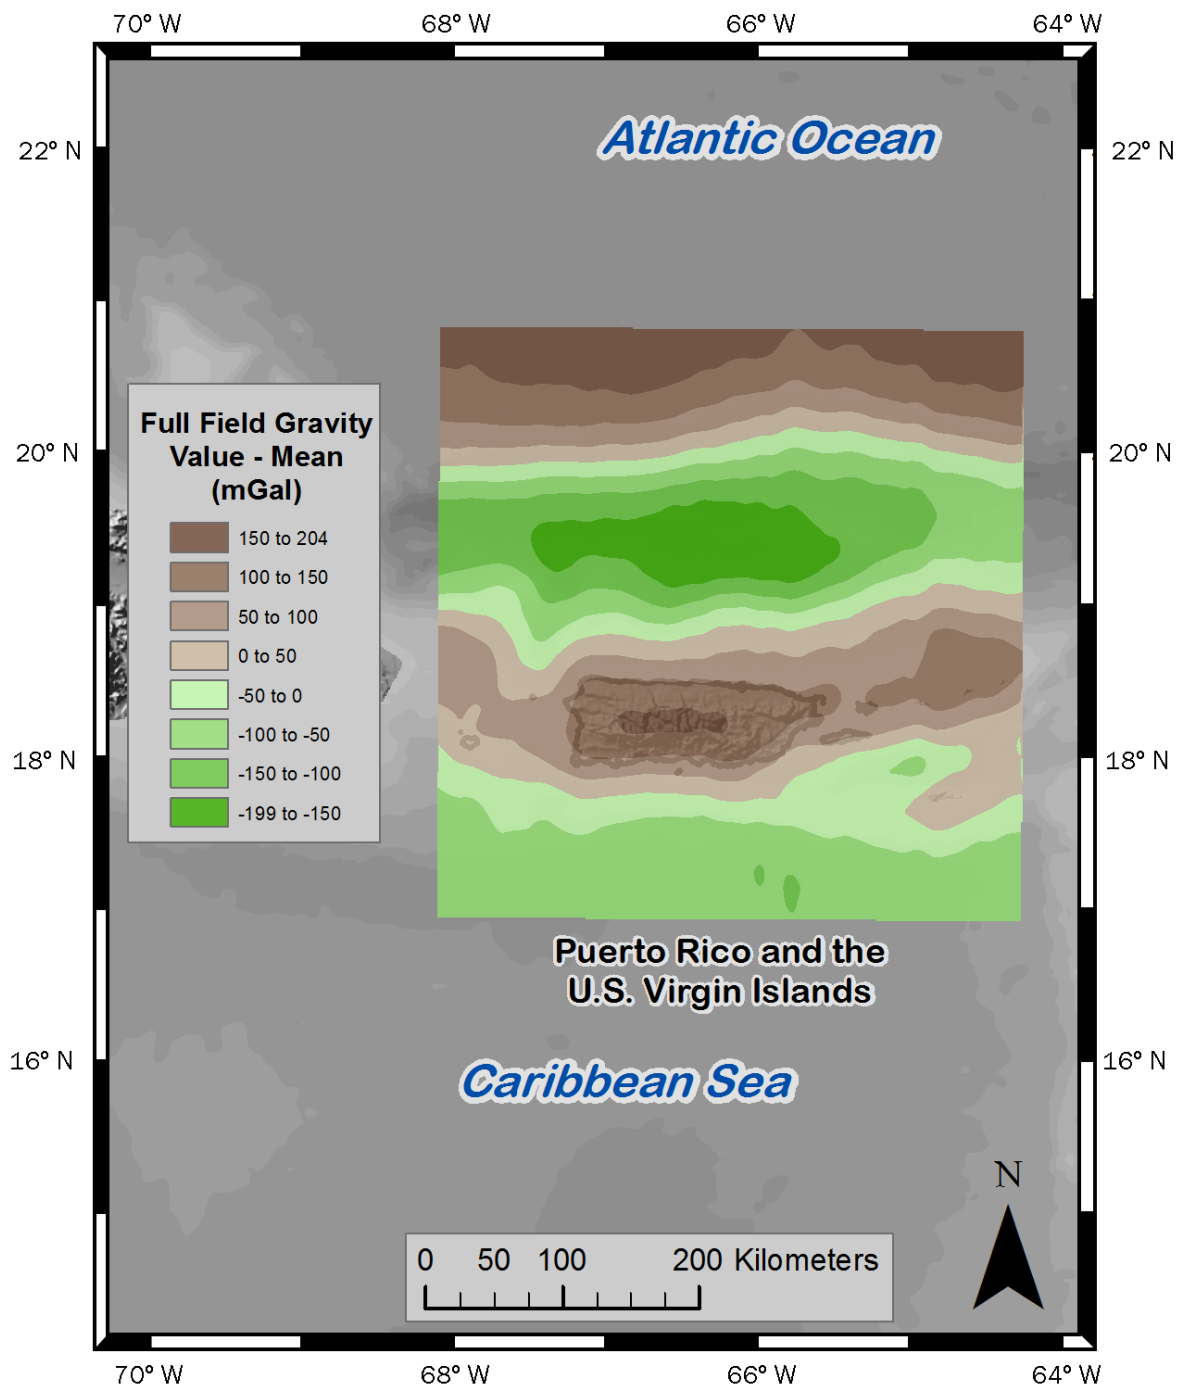 70° W 68° W 66° W 64° W
Atlantic Ocean
22° N 22° N
20° N 20° N
Full Field Gravity
Value - Mean
(mGal)
150 to 204
100 to 150
50 to 100
0 to 50
-50 to 0
-100 to -50
-150 to -100
-199 to -150
18° N 18° N
Puerto Rico and the
U.S. Virgin Islands
16° N 16° N
Caribbean Sea
N
0 50 100 200 Kilometers
70° W 68° W 66° W 64° W